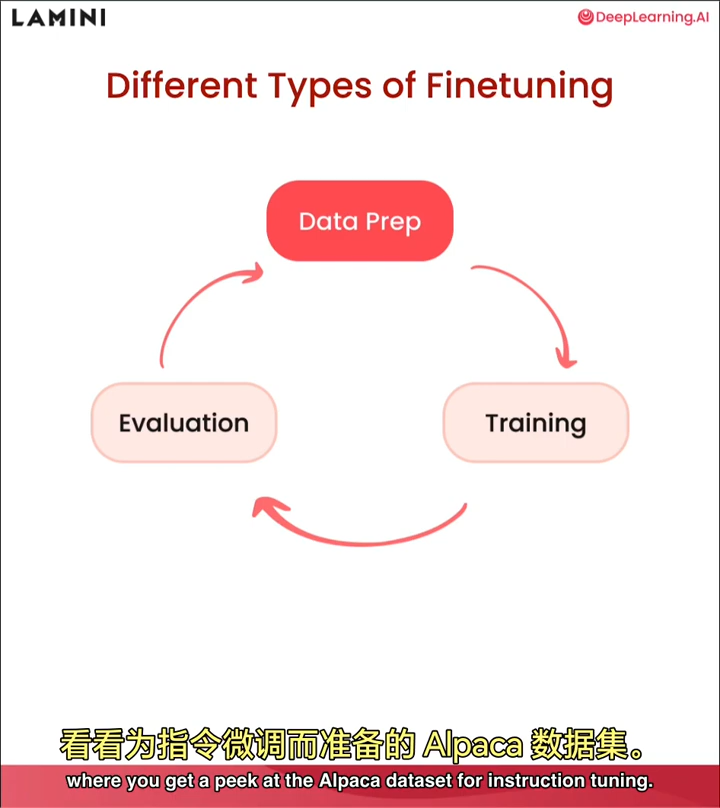 LAMINI
DeepLearning.AI
Different Types of Finetuning
Data Prep
Evaluation
Training
看看为指令微调而准备的 Alpaca 数据集。
where you get a peek at the Alpaca dataset for instruction tuning.